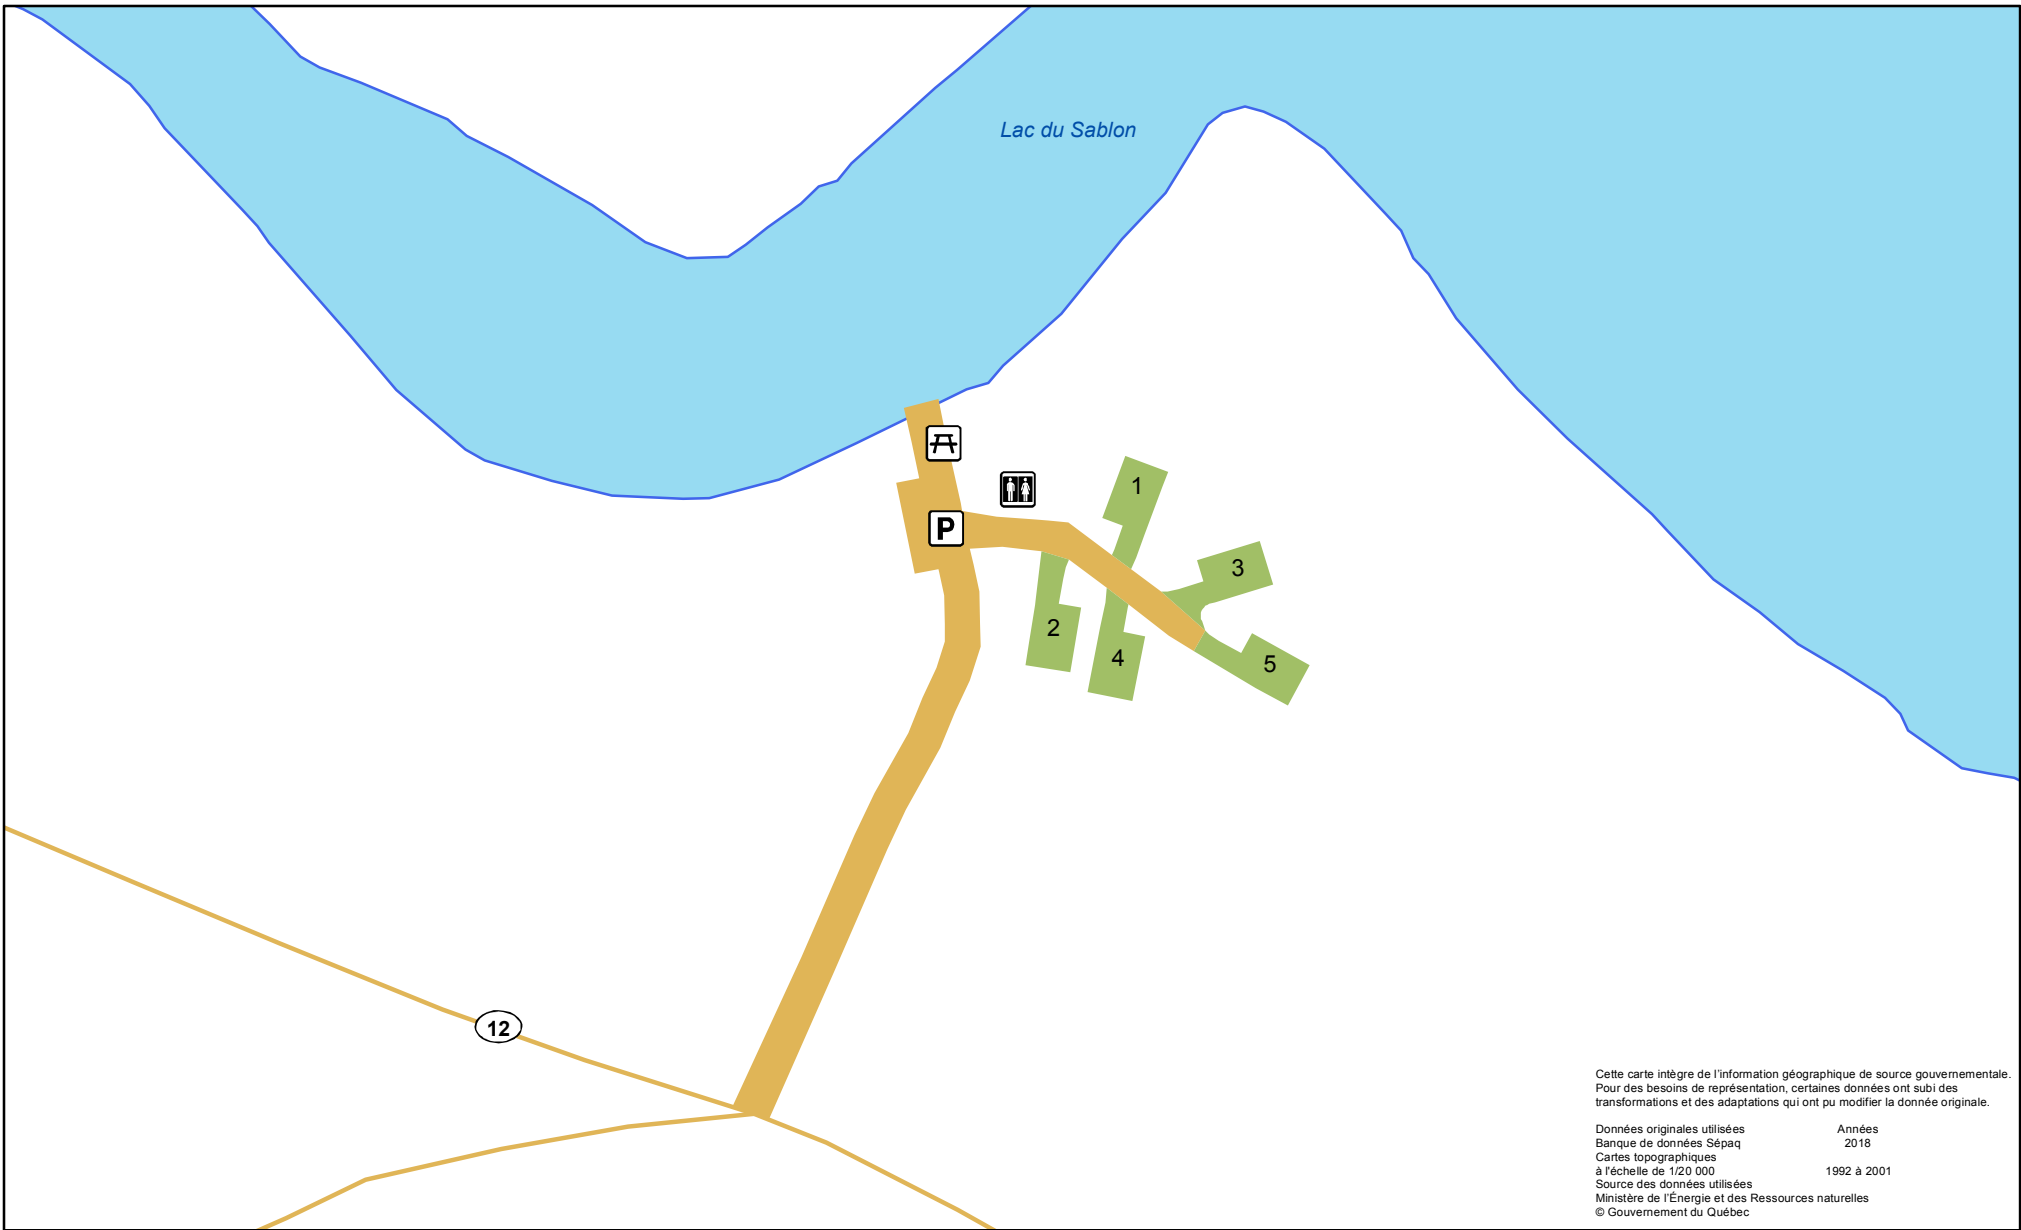 Lac du Sablon
1
P
3
2
4
5
12
Cette carte intègre de l'information géographique de source gouvernementale.
Pour des besoins de représentation, certaines données ont subi des
transformations et des adaptations qui ont pu modifier la donnée originale.
Données originales utilisées Années
Banque de données Sépaq 2018
Cartes topographiques
à l'échelle de 1/20 000 1992 à 2001
Source des données utilisées
Ministère de l'Énergie et des Ressources naturelles
© Gouvernement du Québec